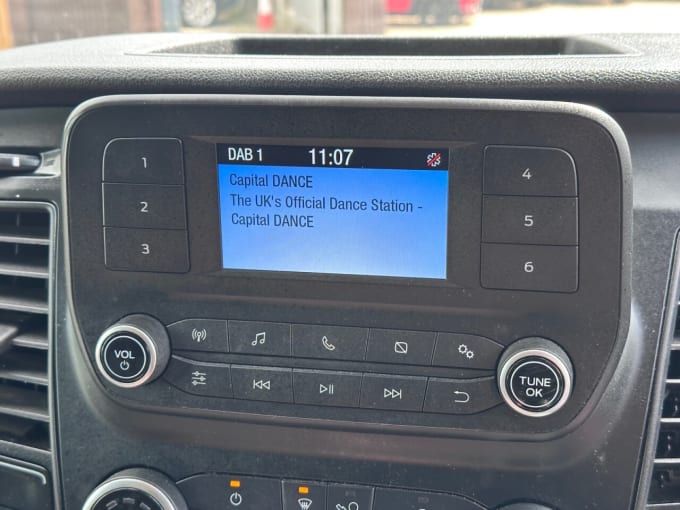 DAB 1 11:07
Capital DANCE
The UK's Official Dance Station -
Capital DANCE
1
2
3
4
5
6
VOL
TUNE
OK